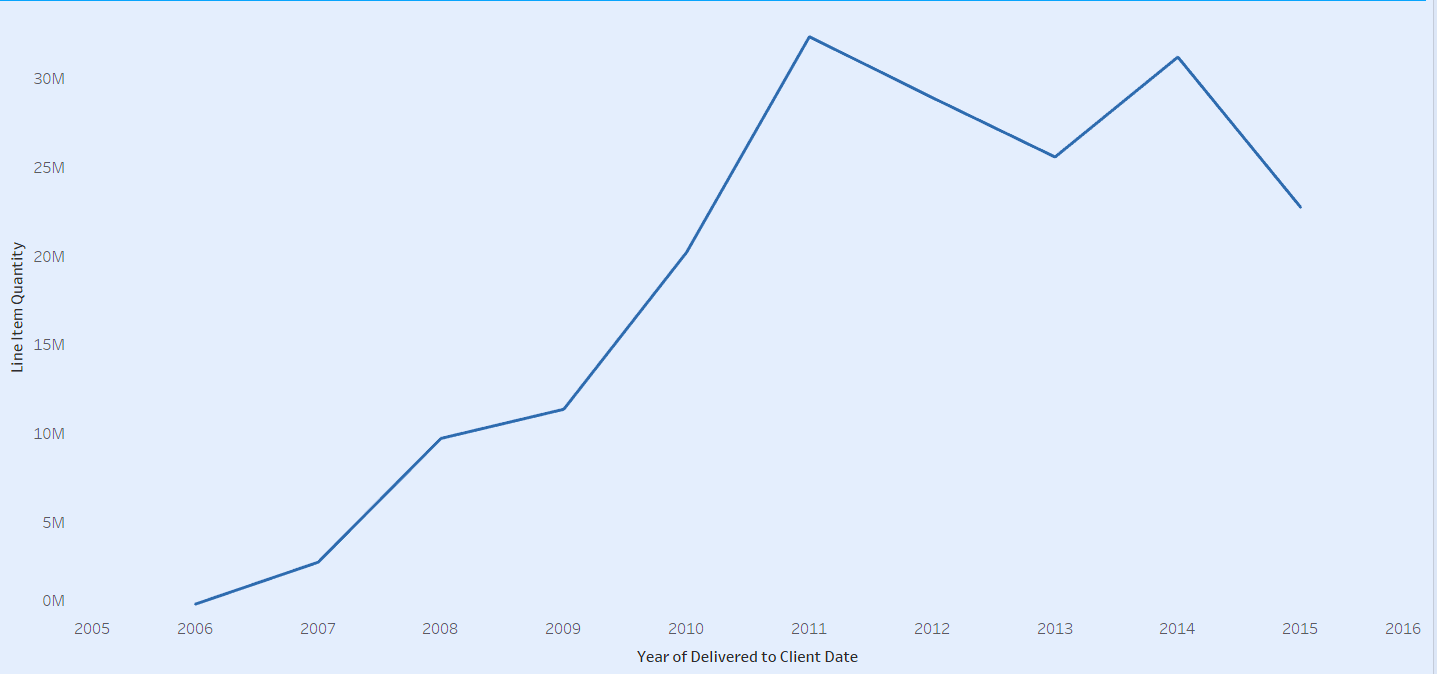 30M
25M
20M
15M
10M
5M
0M
Line Item Quantity
2005 2006 2007 2008 2009 2010 2011 2012 2013 2014 2015 2016
Year of Delivered to Client Date